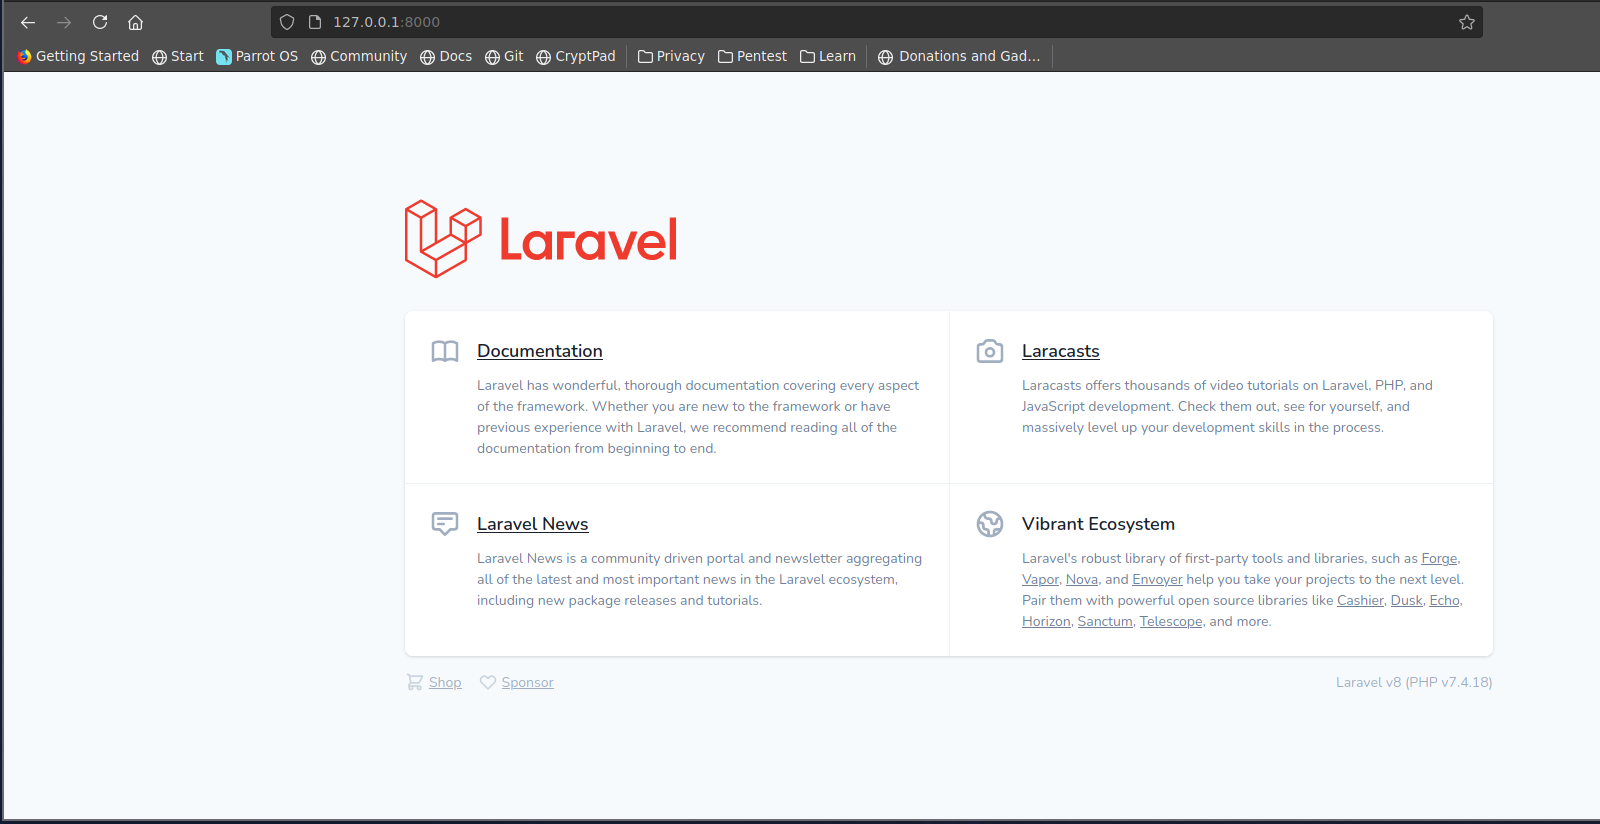 127.0.0.1:8000
Getting Started Start Parrot OS Community Docs Git CryptPad Privacy Pentest Learn Donations and Gad...
Laravel
Documentation
Laravel has wonderful, thorough documentation covering every aspect
of the framework. Whether you are new to the framework or have
previous experience with Laravel, we recommend reading all of the
documentation from beginning to end.
Laracasts
Laracasts offers thousands of video tutorials on Laravel, PHP, and
JavaScript development. Check them out, see for yourself, and
massively level up your development skills in the process.
Laravel News
Laravel News is a community driven portal and newsletter aggregating
all of the latest and most important news in the Laravel ecosystem,
including new package releases and tutorials.
Vibrant Ecosystem
Laravel's robust library of first-party tools and libraries, such as Forge,
Vapor, Nova, and Envoyer help you take your projects to the next level.
Pair them with powerful open source libraries like Cashier, Dusk, Echo,
Horizon, Sanctum, Telescope, and more.
Shop Sponsor
Laravel v8 (PHP v7.4.18)